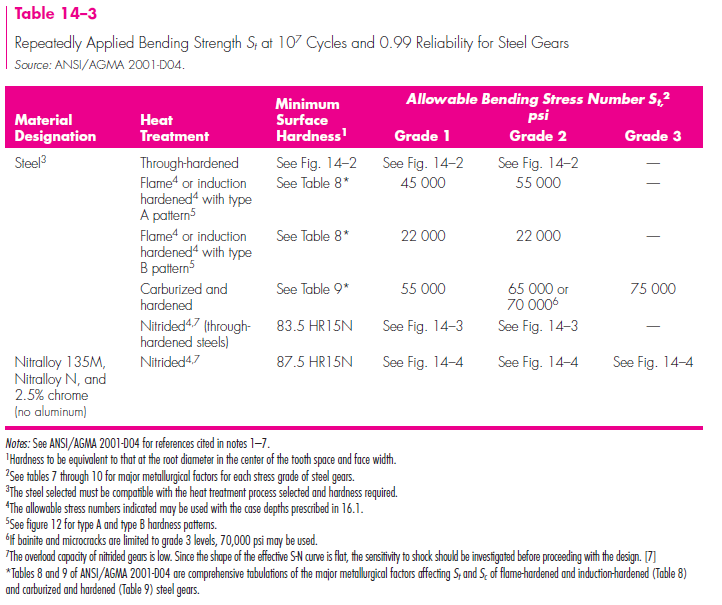 Table 14–3
Repeatedly Applied Bending Strength St at 10⁷ Cycles and 0.99 Reliability for Steel Gears
Source: ANSI/AGMA 2001-D04.
Allowable Bending Stress Number St,²
psi
Material Designation Heat Treatment Minimum Surface Hardness¹ Grade 1 Grade 2 Grade 3
Steel³ Through-hardened See Fig. 14–2 See Fig. 14–2 See Fig. 14–2 —
Flame⁴ or induction See Table 8* 45 000 55 000 —
hardened⁴ with type
A pattern⁵
Flame⁴ or induction See Table 8* 22 000 22 000 —
hardened⁴ with type
B pattern⁵
Carburized and See Table 9* 55 000 65 000 or 75 000
hardened 70 000⁶
Nitrided⁴,⁷ (through- 83.5 HR15N See Fig. 14–3 See Fig. 14–3 —
hardened steels)
Nitralloy 135M, Nitrided⁴,⁷ 87.5 HR15N See Fig. 14–4 See Fig. 14–4 See Fig. 14–4
Nitralloy N, and
2.5% chrome
(no aluminum)
Notes: See ANSI/AGMA 2001-D04 for references cited in notes 1–7.
¹Hardness to be equivalent to that at the root diameter in the center of the tooth space and face width.
²See tables 7 through 10 for major metallurgical factors for each stress grade of steel gears.
³The steel selected must be compatible with the heat treatment process selected and hardness required.
⁴The allowable stress numbers indicated may be used with the case depths prescribed in 16.1.
⁵See figure 12 for type A and type B hardness patterns.
⁶If bainite and microcracks are limited to grade 3 levels, 70,000 psi may be used.
⁷The overload capacity of nitrided gears is low. Since the shape of the effective S-N curve is flat, the sensitivity to shock should be investigated before proceeding with the design. [7]
*Tables 8 and 9 of ANSI/AGMA 2001-D04 are comprehensive tabulations of the major metallurgical factors affecting St and Sc of flame-hardened and induction-hardened (Table 8)
and carburized and hardened (Table 9) steel gears.